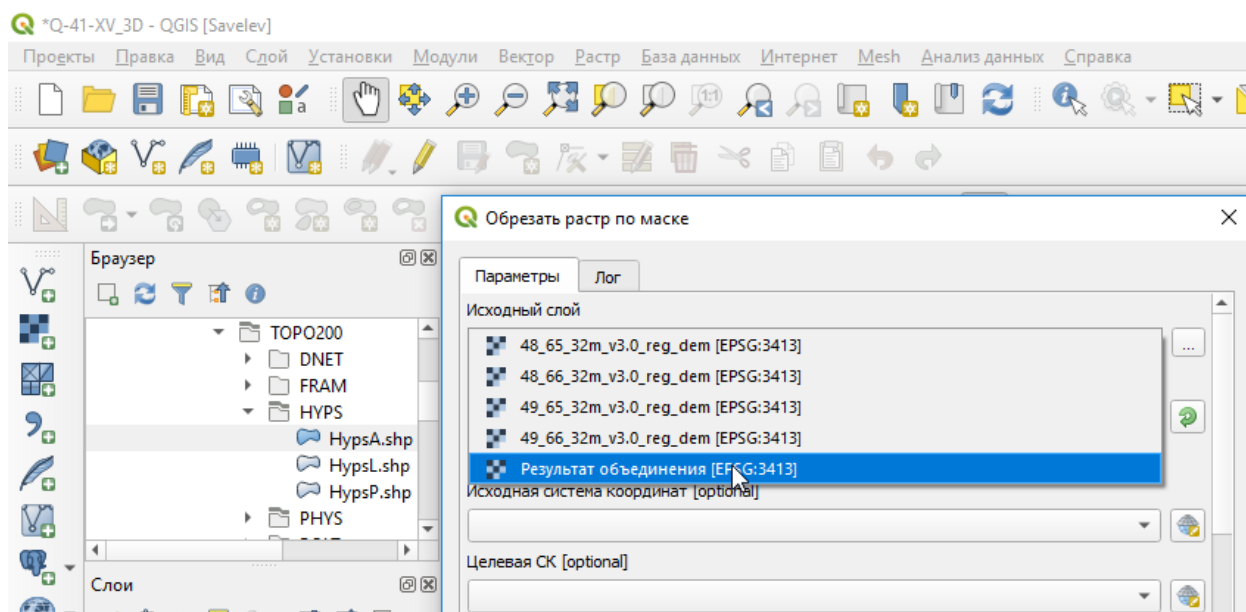 *Q-41-XV_3D - QGIS [Savelev]
Проекты Правка Вид Слой Установки Модули Вектор Растр База данных Интернет Mesh Анализ данных Справка
Обрезать растр по маске
Параметры Лог
Исходный слой
48_65_32m_v3.0_reg_dem [EPSG:3413]
48_66_32m_v3.0_reg_dem [EPSG:3413]
49_65_32m_v3.0_reg_dem [EPSG:3413]
49_66_32m_v3.0_reg_dem [EPSG:3413]
Результат объединения [EPSG:3413]
Исходная система координат [optional]
Целевая СК [optional]
Браузер
TOPO200
DNET
FRAM
HYPS
HypsA.shp
HypsL.shp
HypsP.shp
PHYS
Слои